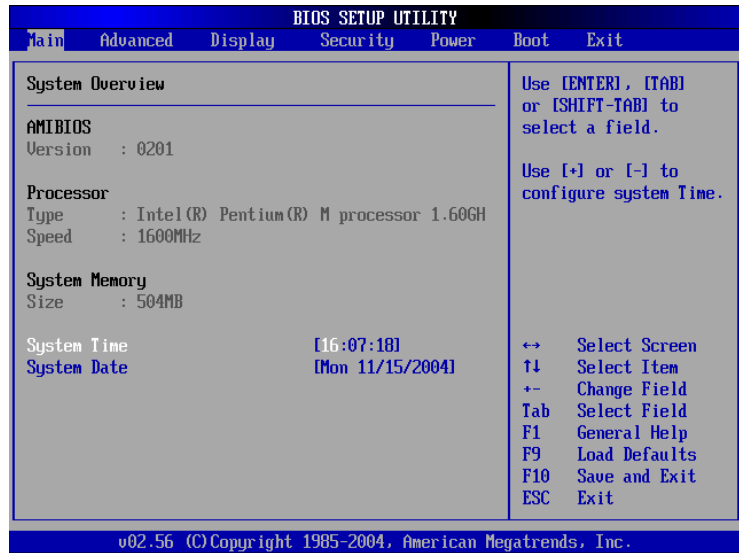 BIOS SETUP UTILITY
Main Advanced Display Security Power Boot Exit
System Overview
AMIBIOS
Version : 0201
Processor
Type : Intel(R) Pentium(R) M processor 1.60GH
Speed : 1600MHz
System Memory
Size : 504MB
System Time [16:07:18]
System Date [Mon 11/15/2004]
Use [ENTER], [TAB]
or [SHIFT-TAB] to
select a field.
Use [+] or [-] to
configure system Time.
↔ Select Screen
↑↓ Select Item
+- Change Field
Tab Select Field
F1 General Help
F9 Load Defaults
F10 Save and Exit
ESC Exit
v02.56 (C)Copyright 1985-2004, American Megatrends, Inc.